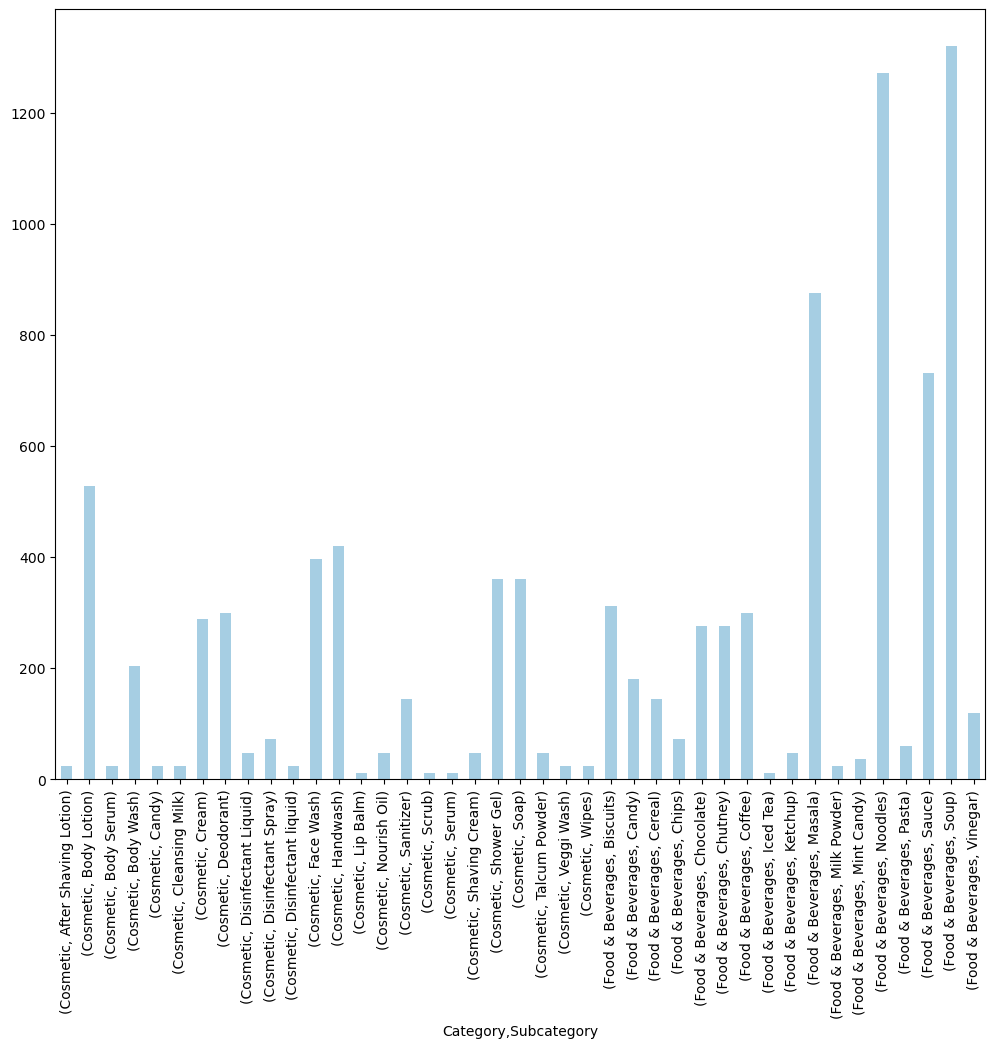 1200
1000
800
600
400
200
0
(Cosmetic, After Shaving Lotion)
(Cosmetic, Body Lotion)
(Cosmetic, Body Serum)
(Cosmetic, Body Wash)
(Cosmetic, Candy)
(Cosmetic, Cleansing Milk)
(Cosmetic, Cream)
(Cosmetic, Deodorant)
(Cosmetic, Disinfectant Liquid)
(Cosmetic, Disinfectant Spray)
(Cosmetic, Disinfectant liquid)
(Cosmetic, Face Wash)
(Cosmetic, Handwash)
(Cosmetic, Lip Balm)
(Cosmetic, Nourish Oil)
(Cosmetic, Sanitizer)
(Cosmetic, Scrub)
(Cosmetic, Serum)
(Cosmetic, Shaving Cream)
(Cosmetic, Shower Gel)
(Cosmetic, Soap)
(Cosmetic, Talcum Powder)
(Cosmetic, Veggi Wash)
(Cosmetic, Wipes)
(Food & Beverages, Biscuits)
(Food & Beverages, Candy)
(Food & Beverages, Cereal)
(Food & Beverages, Chips)
(Food & Beverages, Chocolate)
(Food & Beverages, Chutney)
(Food & Beverages, Coffee)
(Food & Beverages, Iced Tea)
(Food & Beverages, Ketchup)
(Food & Beverages, Masala)
(Food & Beverages, Milk Powder)
(Food & Beverages, Mint Candy)
(Food & Beverages, Noodles)
(Food & Beverages, Pasta)
(Food & Beverages, Sauce)
(Food & Beverages, Soup)
(Food & Beverages, Vinegar)
Category,Subcategory